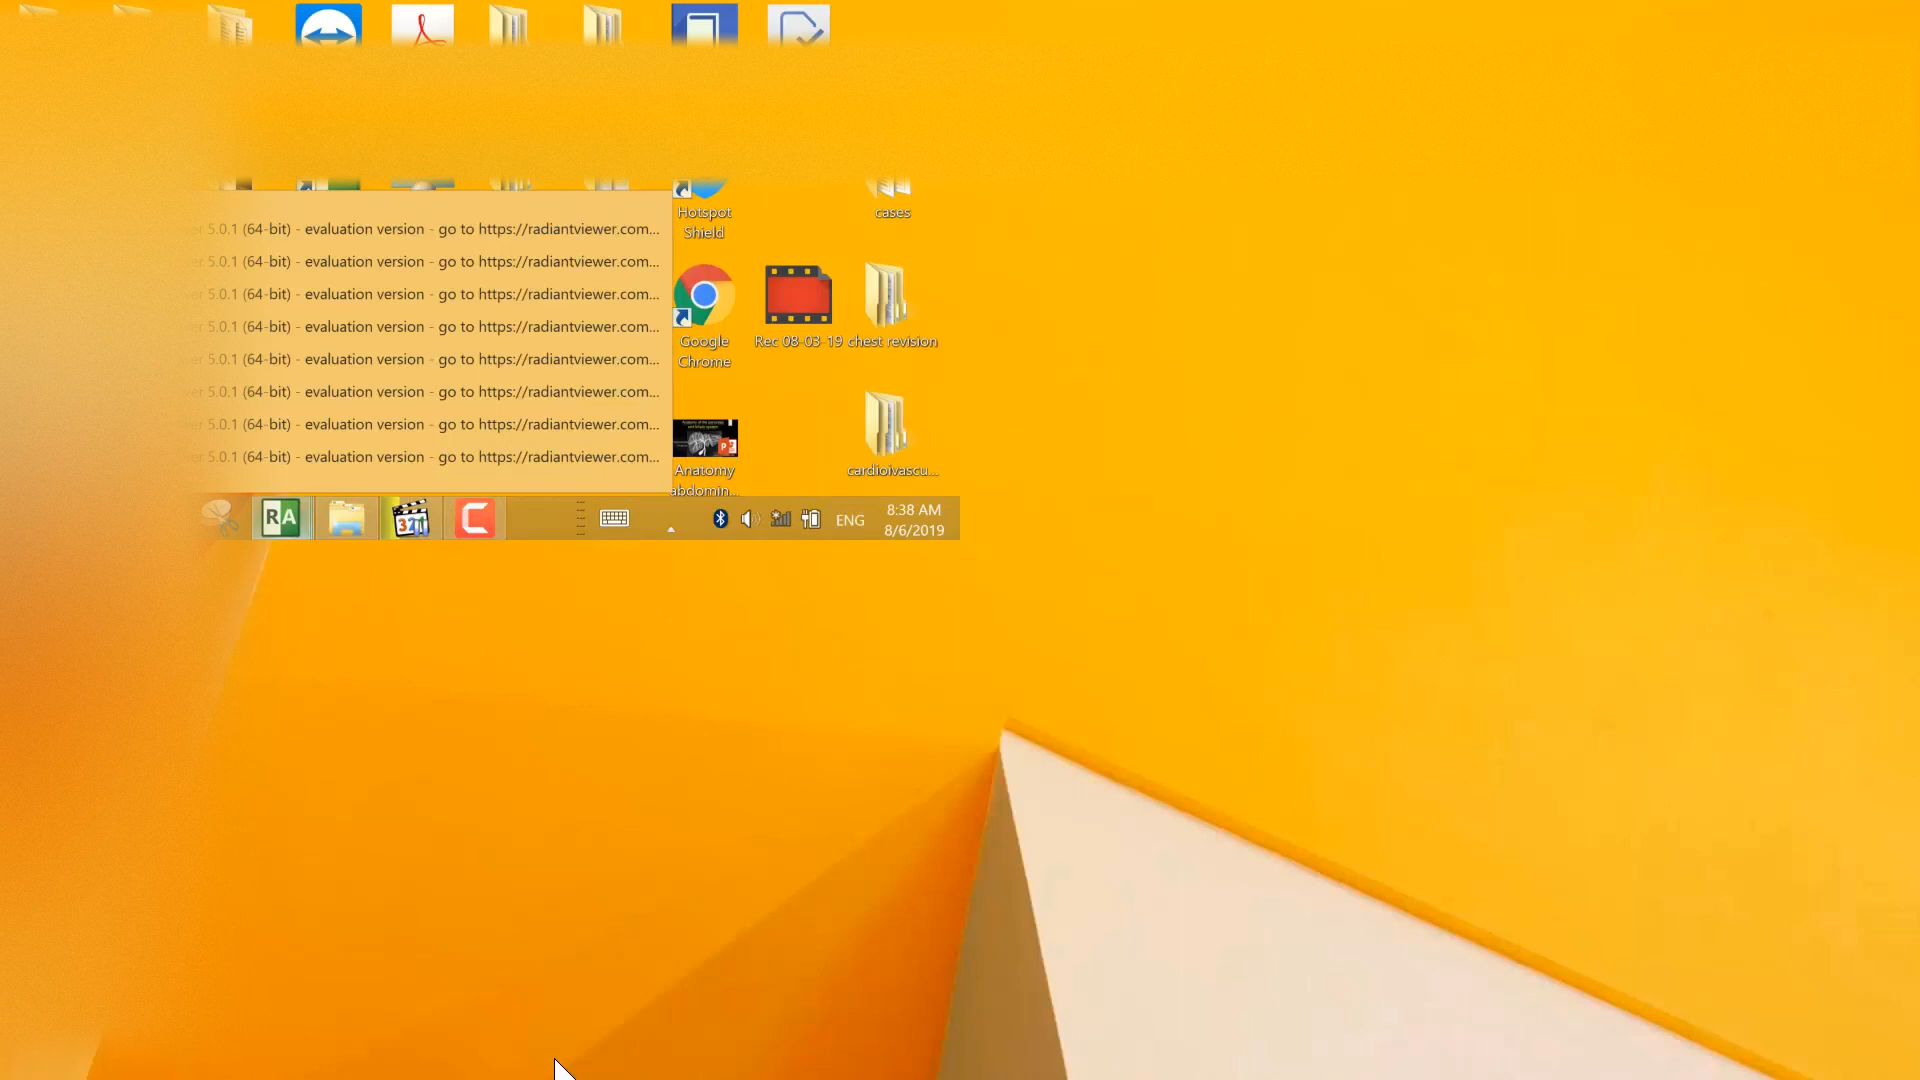 Hotspot
Shield
cases
5.0.1 (64-bit) - evaluation version - go to https://radiantviewer.com...
5.0.1 (64-bit) - evaluation version - go to https://radiantviewer.com...
5.0.1 (64-bit) - evaluation version - go to https://radiantviewer.com...
5.0.1 (64-bit) - evaluation version - go to https://radiantviewer.com...
5.0.1 (64-bit) - evaluation version - go to https://radiantviewer.com...
5.0.1 (64-bit) - evaluation version - go to https://radiantviewer.com...
5.0.1 (64-bit) - evaluation version - go to https://radiantviewer.com...
5.0.1 (64-bit) - evaluation version - go to https://radiantviewer.com...
Google
Chrome
Rec 08-03-19
chest revision
Anatomy
abdomin...
cardioivascu...
RA
321
ENG
8:38 AM
8/6/2019